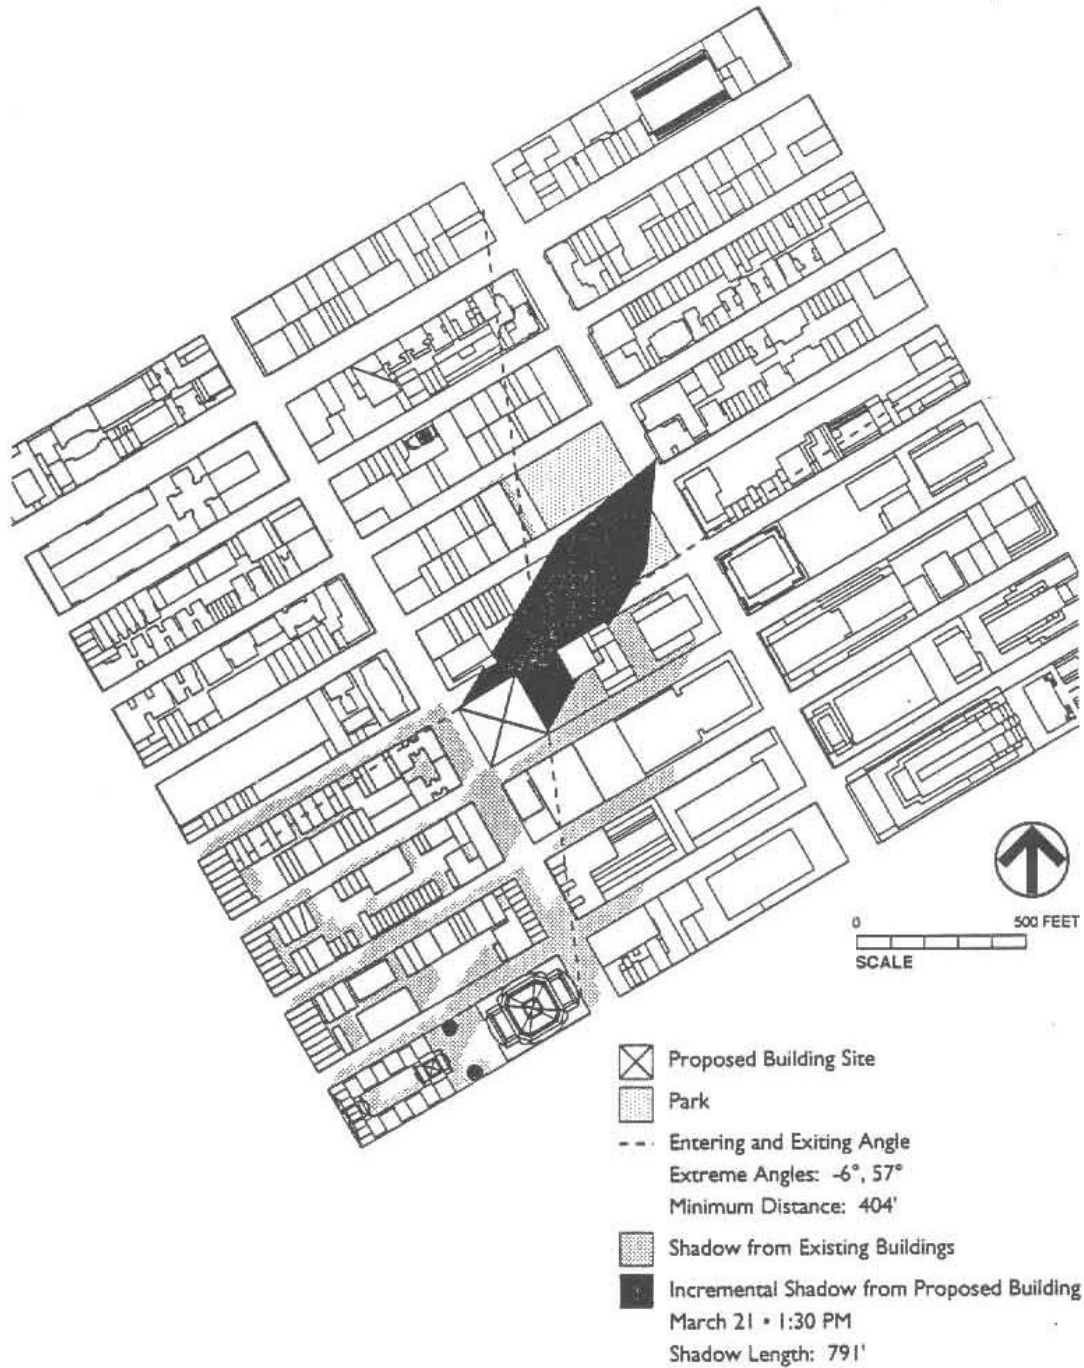 0 500 FEET
SCALE
Proposed Building Site
Park
Entering and Exiting Angle
Extreme Angles: -6°, 57°
Minimum Distance: 404'
Shadow from Existing Buildings
Incremental Shadow from Proposed Building
March 21 • 1:30 PM
Shadow Length: 791'